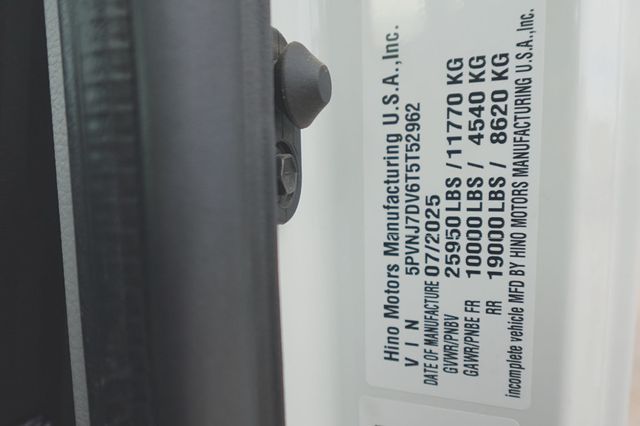 Hino Motors Manufacturing U.S.A.,Inc.
VIN 5PVNJ7DV6T5T52962
DATE OF MANUFACTURE 07/2025
GVWR/PNBV 25950 LBS / 11770 KG
GAWR/PNBE FR 10000 LBS / 4540 KG
RR 19000 LBS / 8620 KG
incomplete vehicle MFD BY HINO MOTORS MANUFACTURING U.S.A.,Inc.